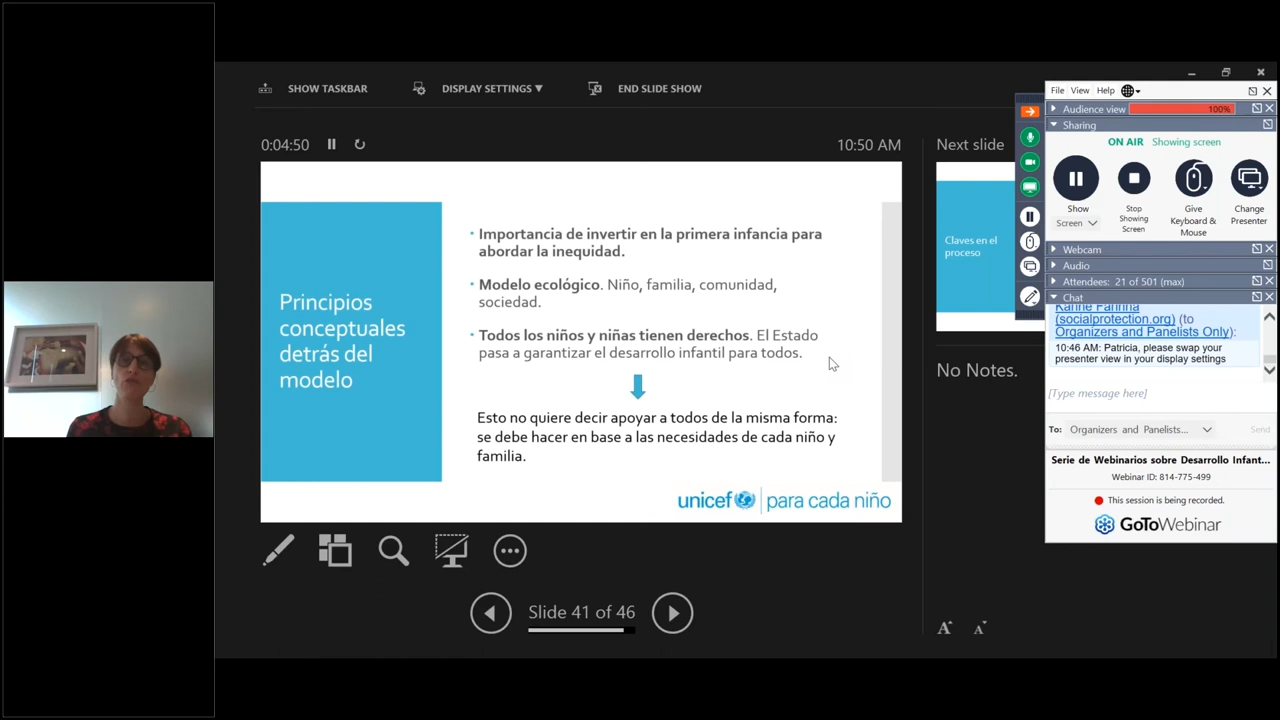 SHOW TASKBAR
DISPLAY SETTINGS ▼
END SLIDE SHOW
0:04:50
10:50 AM
Principios
conceptuales
detrás del
modelo
• Importancia de invertir en la primera infancia para
abordar la inequidad.
• Modelo ecológico. Niño, familia, comunidad,
sociedad.
• Todos los niños y niñas tienen derechos. El Estado
pasa a garantizar el desarrollo infantil para todos.
Esto no quiere decir apoyar a todos de la misma forma:
se debe hacer en base a las necesidades de cada niño y
familia.
unicef
para cada niño
Slide 41 of 46
Next slide
Claves en el
proceso
No Notes.
A A
File View Help
Audience view 100%
Sharing
ON AIR Showing screen
Show
Screen
Stop
Showing
Screen
Give
Keyboard &
Mouse
Change
Presenter
Webcam
Audio
Attendees: 21 of 501 (max)
Chat
(socialprotection.org) (to
Organizers and Panelists Only):
10:46 AM: Patricia, please swap your
presenter view in your display settings
[Type message here]
To: Organizers and Panelists...
Send
Serie de Webinarios sobre Desarrollo Infant...
Webinar ID: 814-775-499
This session is being recorded.
GoToWebinar